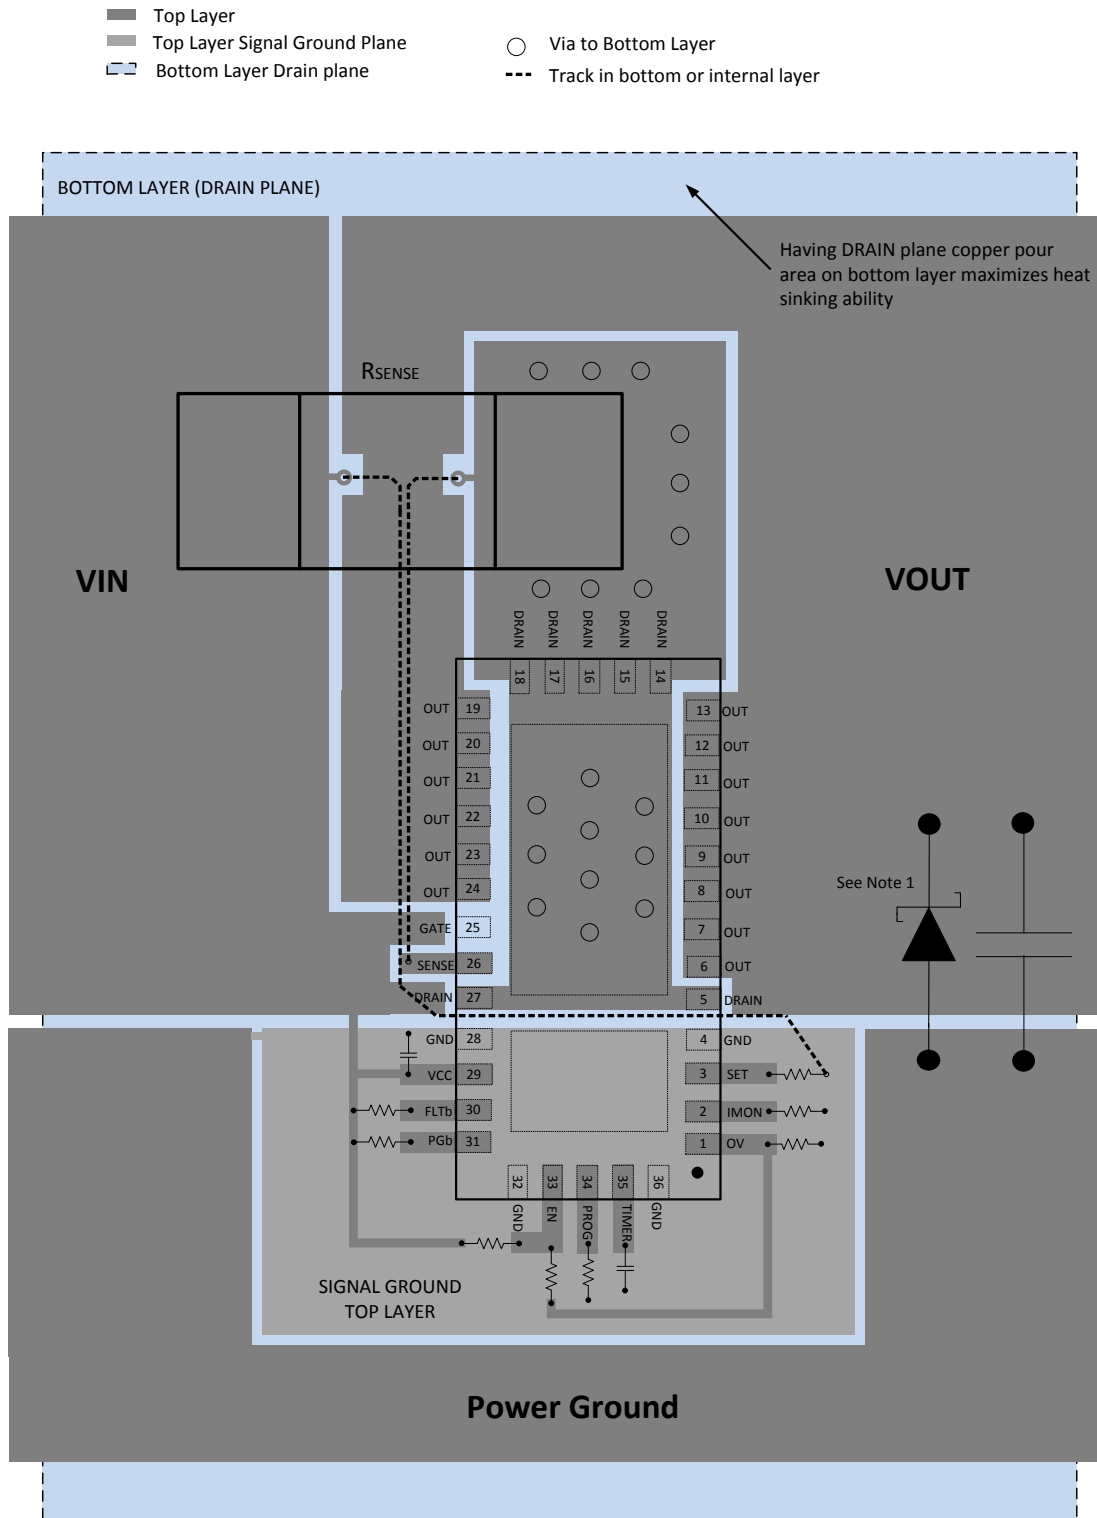 Top Layer
Top Layer Signal Ground Plane
Via to Bottom Layer
Bottom Layer Drain plane
Track in bottom or internal layer
BOTTOM LAYER (DRAIN PLANE)
Having DRAIN plane copper pour
area on bottom layer maximizes heat
sinking ability
RSENSE
VIN
VOUT
DRAIN DRAIN DRAIN DRAIN DRAIN
18 17 16 15 14
OUT 19
13 OUT
OUT 20
12 OUT
OUT 21
11 OUT
OUT 22
10 OUT
OUT 23
9 OUT
OUT 24
8 OUT
See Note 1
GATE 25
7 OUT
SENSE 26
6 OUT
DRAIN 27
5 DRAIN
GND 28
4 GND
VCC 29
3 SET
FLTb 30
2 IMON
PGb 31
1 OV
32 33 34 35 36
GND EN PROG TIMER GND
SIGNAL GROUND
TOP LAYER
Power Ground